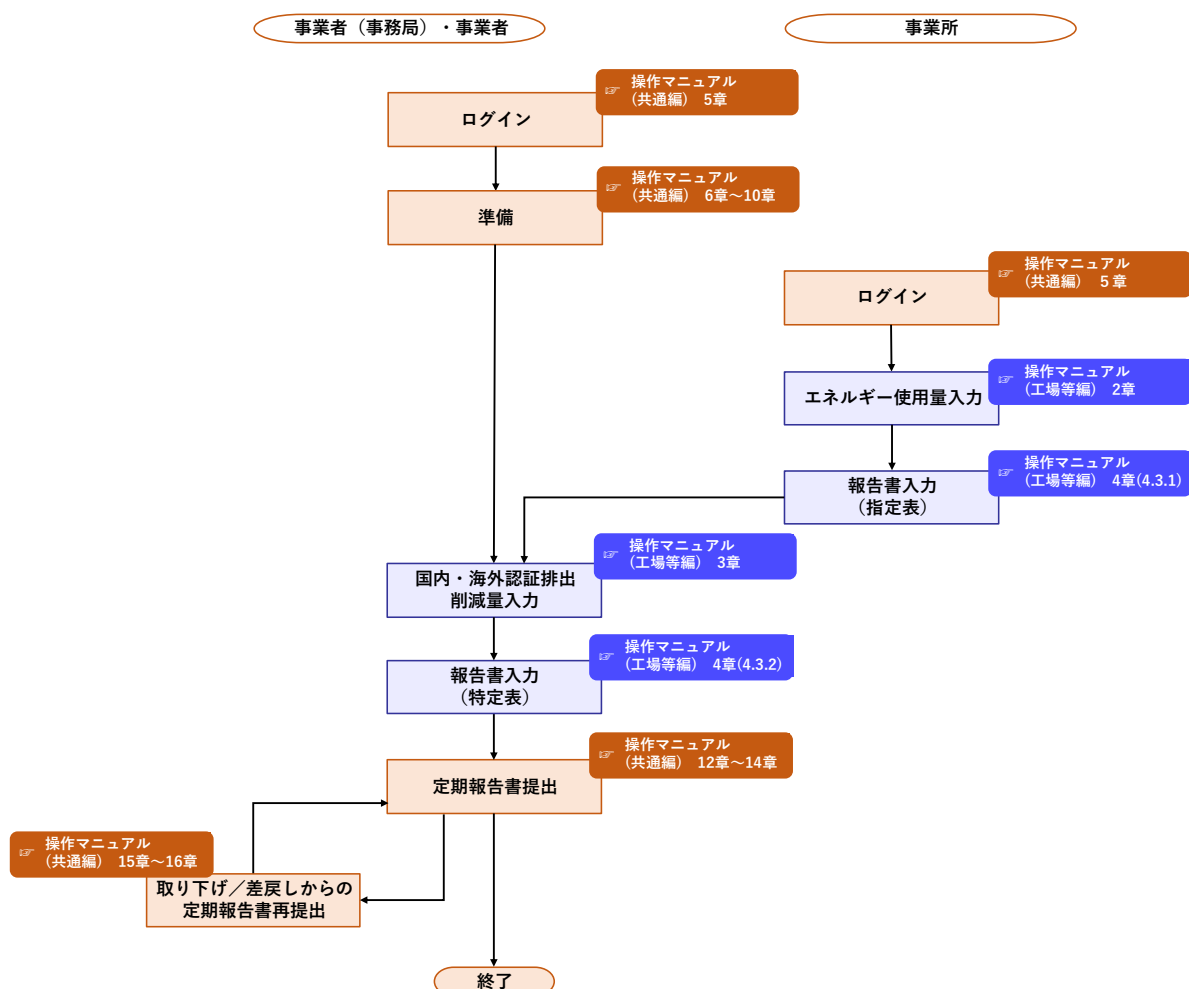 事業者（事務局）・事業者
事業所
☞ 操作マニュアル
(共通編) 5章
ログイン
☞ 操作マニュアル
(共通編) 6章～10章
準備
☞ 操作マニュアル
(共通編) ５章
ログイン
☞ 操作マニュアル
(工場等編) 2章
エネルギー使用量入力
☞ 操作マニュアル
(工場等編) 4章(4.3.1)
報告書入力
（指定表）
☞ 操作マニュアル
(工場等編) 3章
国内・海外認証排出
削減量入力
☞ 操作マニュアル
(工場等編) 4章(4.3.2)
報告書入力
（特定表）
☞ 操作マニュアル
(共通編) 12章～14章
定期報告書提出
☞ 操作マニュアル
(共通編) 15章～16章
取り下げ／差戻しからの
定期報告書再提出
終了